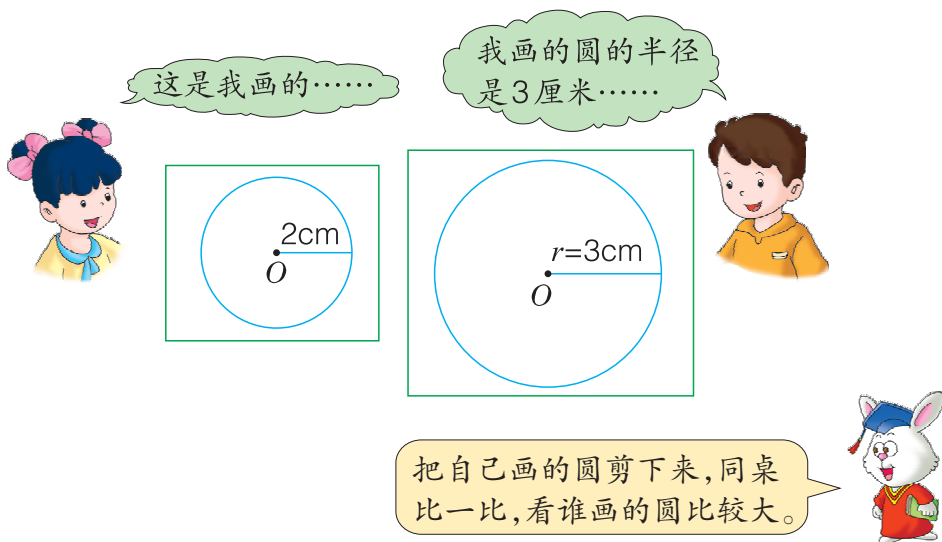 这是我画的……
我画的圆的半径
是3厘米……
2cm
O
r=3cm
O
把自己画的圆剪下来,同桌
比一比,看谁画的圆比较大。